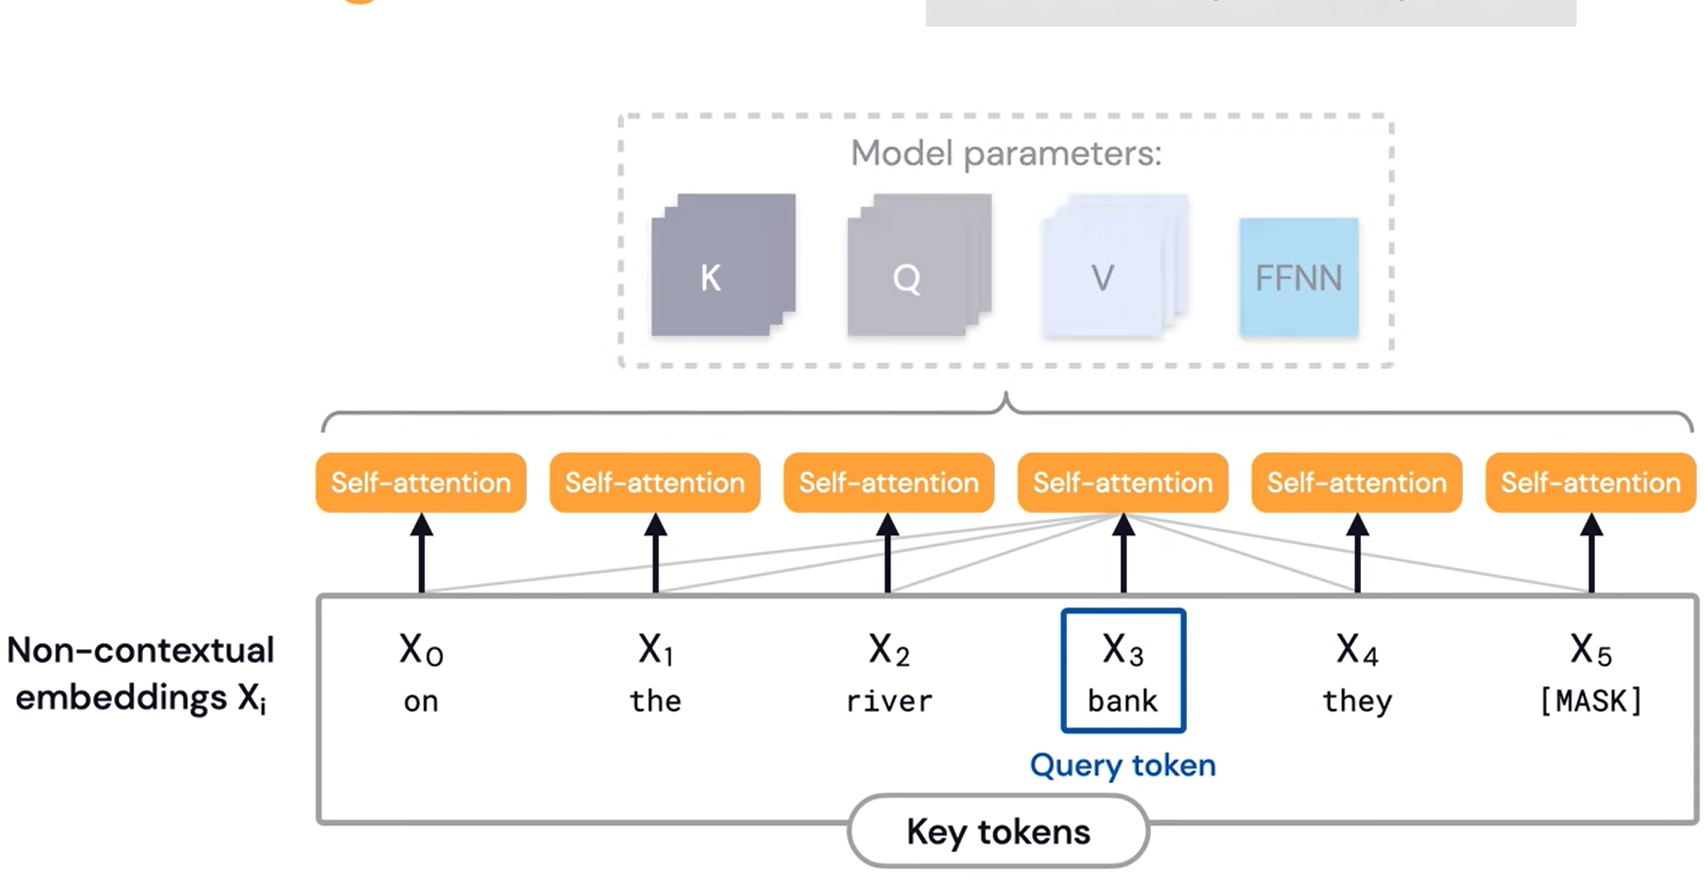 Model parameters:
K Q V FFNN
Self-attention Self-attention Self-attention Self-attention Self-attention Self-attention
Non-contextual
embeddings Xi
X0 X1 X2 X3 X4 X5
on the river bank they [MASK]
Query token
Key tokens